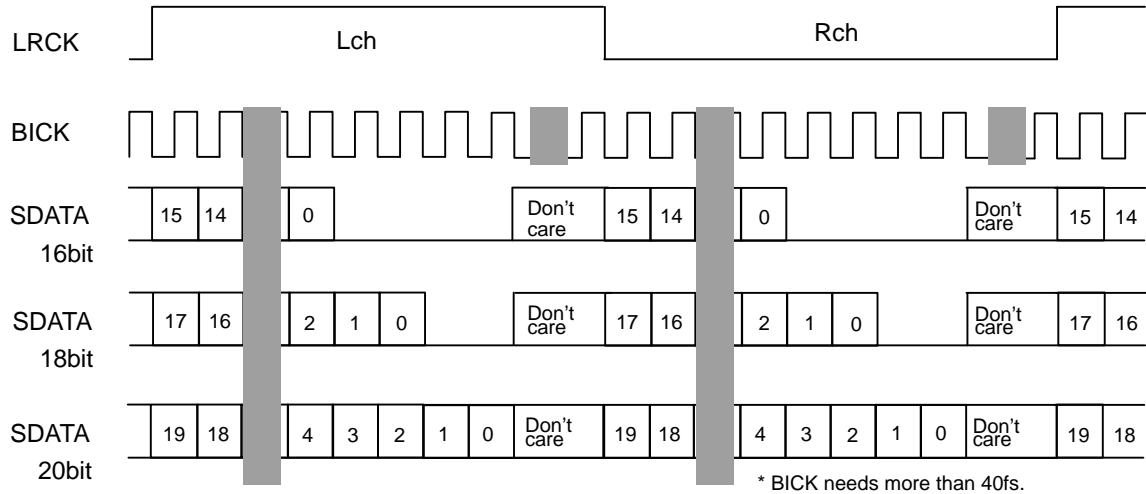 LRCK Lch Rch
BICK
SDATA 15 14 0 Don't care 15 14 0 Don't care 15 14
16bit
SDATA 17 16 2 1 0 Don't care 17 16 2 1 0 Don't care 17 16
18bit
SDATA 19 18 4 3 2 1 0 Don't care 19 18 4 3 2 1 0 Don't care 19 18
20bit
* BICK needs more than 40fs.